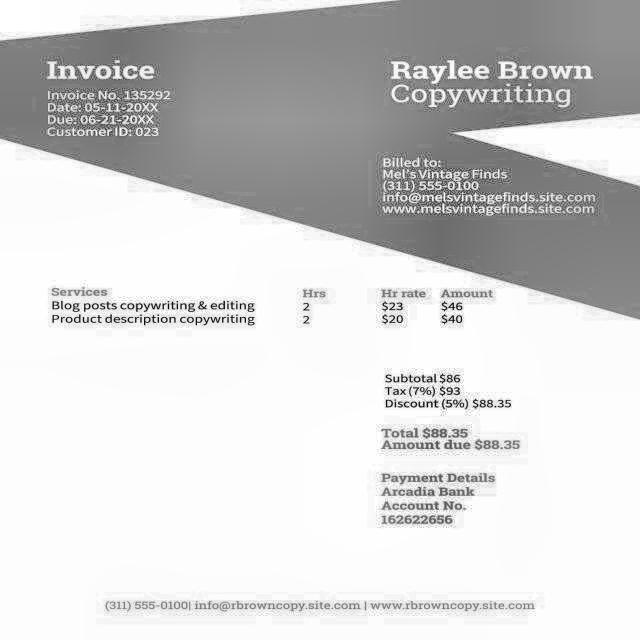 Invoice
Invoice No. 135292
Date: 05-11-20XX
Due: 06-21-20XX
Customer ID: 023
Raylee Brown
Copywriting
Billed to:
Mel's Vintage Finds
(311) 555-0100
info@melsvintagefinds.site.com
www.melsvintagefinds.site.com
Services Hrs Hr rate Amount
Blog posts copywriting & editing 2 $23 $46
Product description copywriting 2 $20 $40
Subtotal $86
Tax (7%) $93
Discount (5%) $88.35
Total $88.35
Amount due $88.35
Payment Details
Arcadia Bank
Account No.
162622656
(311) 555-0100| info@rbrowncopy.site.com | www.rbrowncopy.site.com